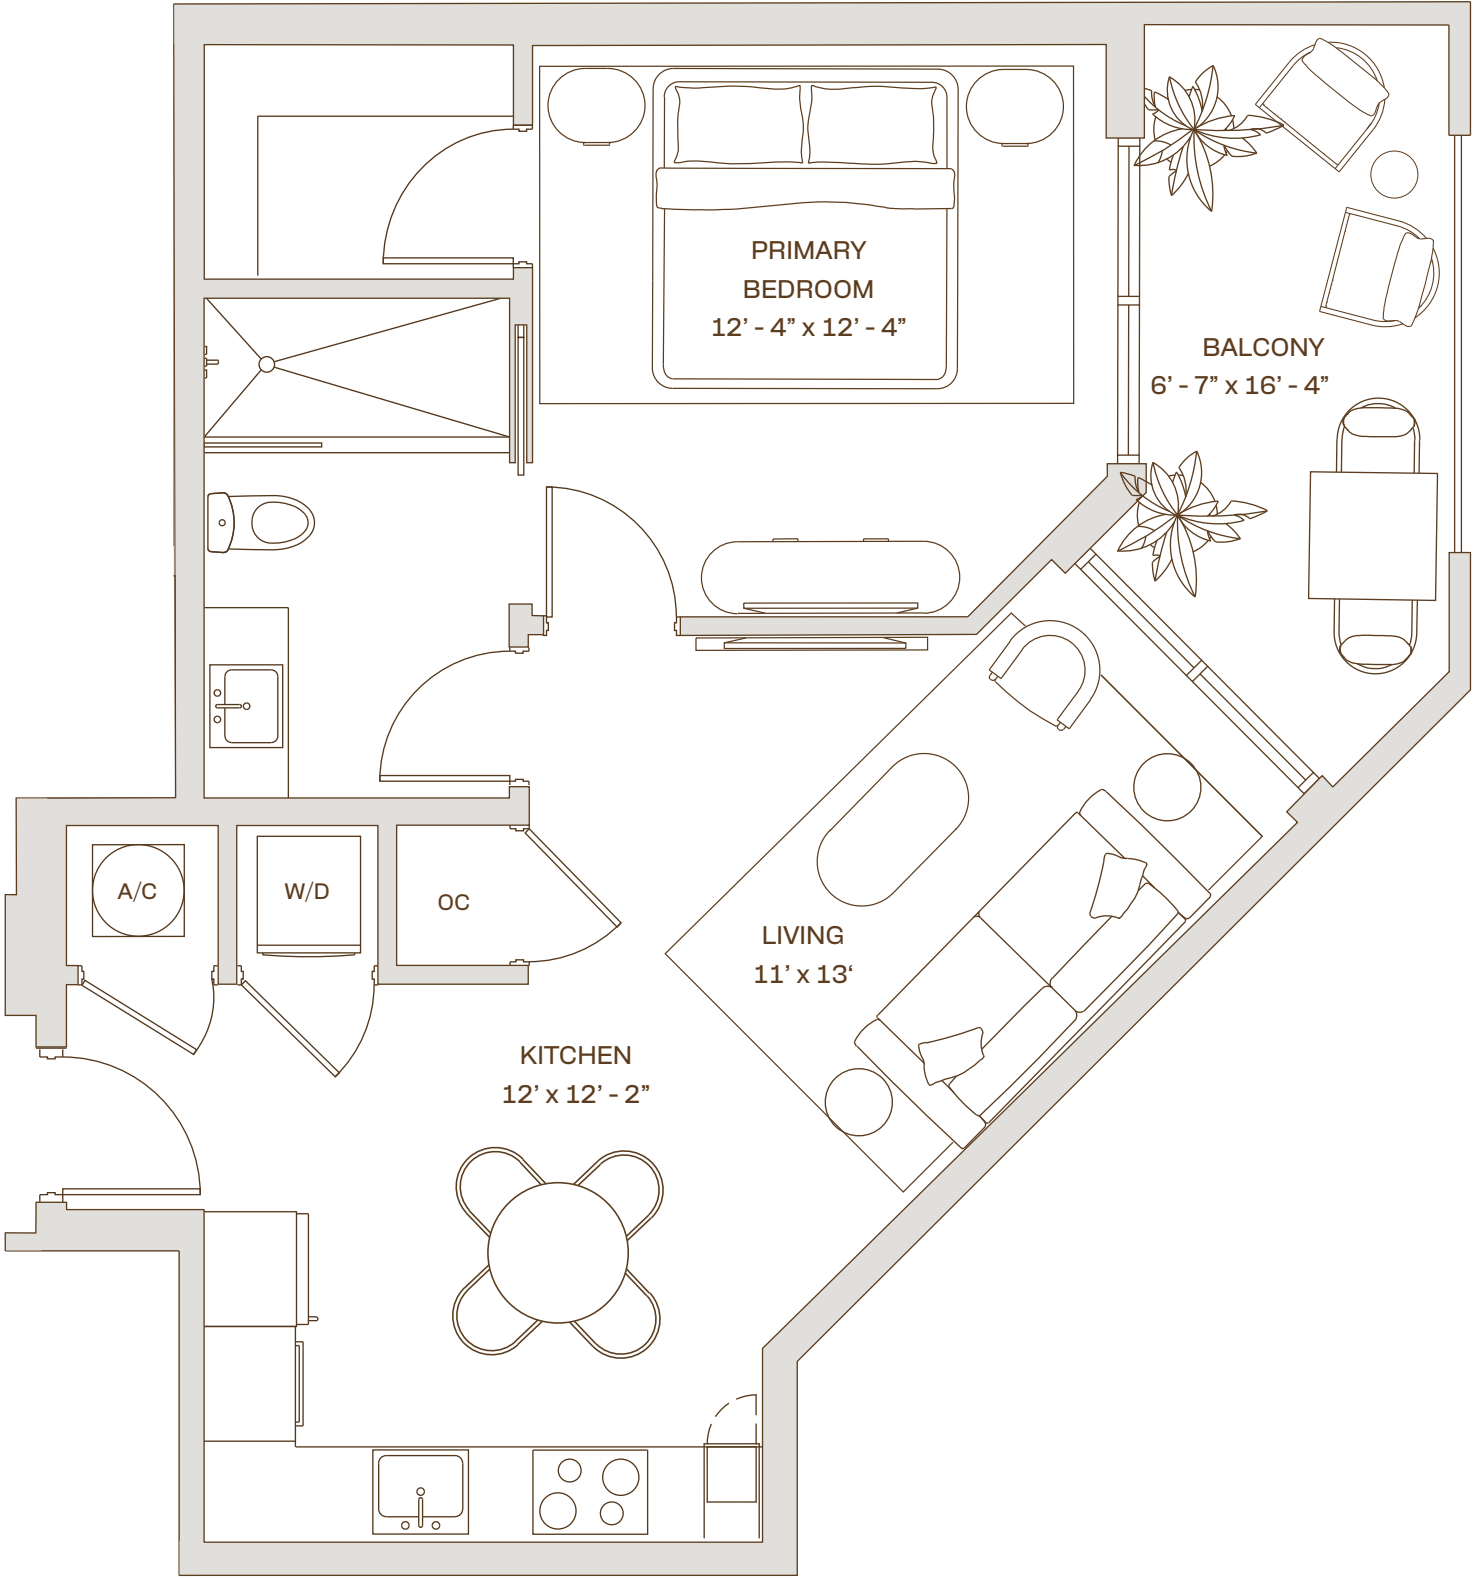 PRIMARY
BEDROOM
12’ - 4” x 12’ - 4”
BALCONY
6’ - 7” x 16’ - 4”
A/C
W/D
OC
LIVING
11’ x 13‘
KITCHEN
12’ x 12’ - 2”